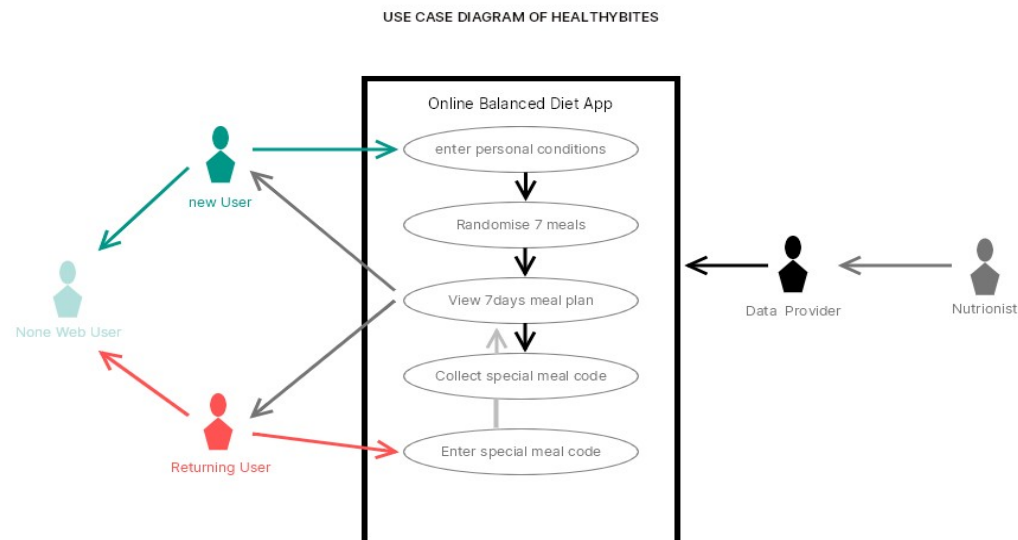 USE CASE DIAGRAM OF HEALTHYBITES
Online Balanced Diet App
enter personal conditions
new User
Randomise 7 meals
View 7days meal plan
Data Provider
Nutrionist
None Web User
Collect special meal code
Enter special meal code
Returning User